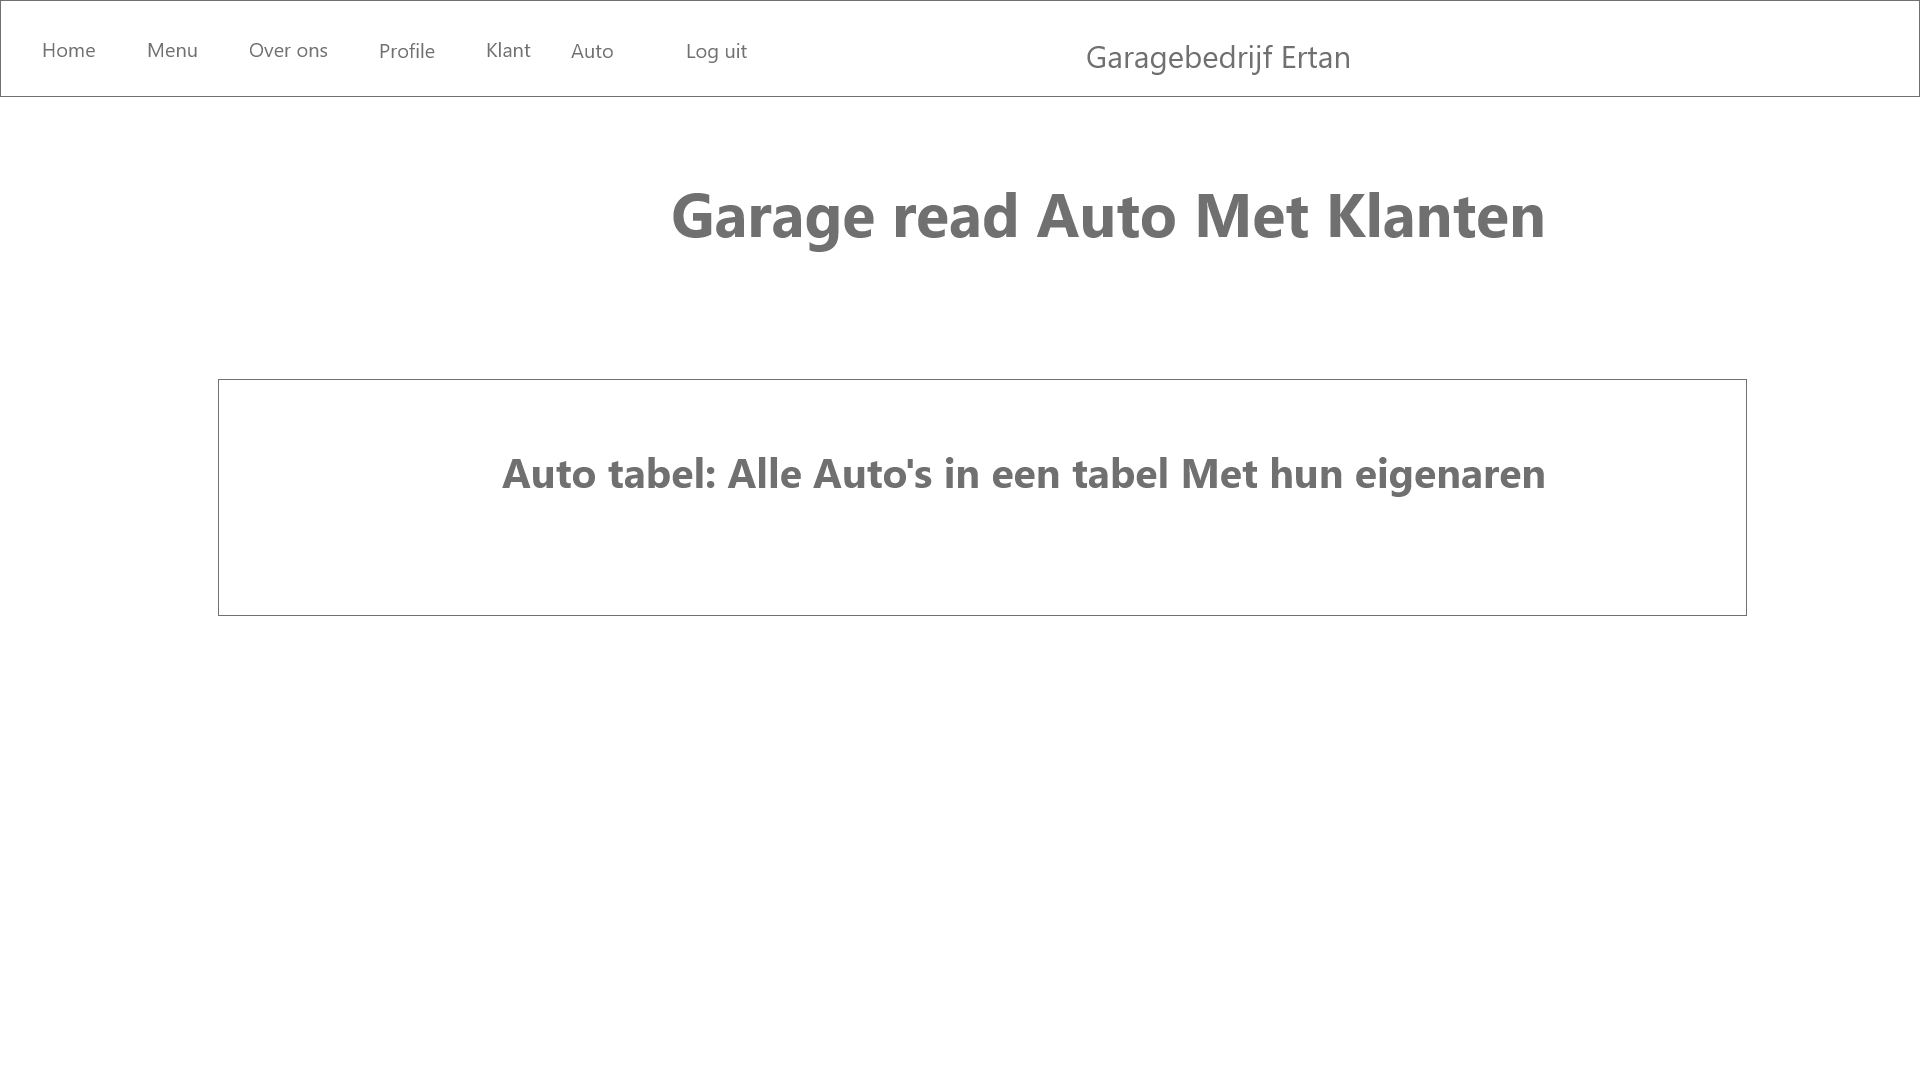 Home Menu Over ons Profile Klant Auto Log uit Garagebedrijf Ertan
Garage read Auto Met Klanten
Auto tabel: Alle Auto's in een tabel Met hun eigenaren